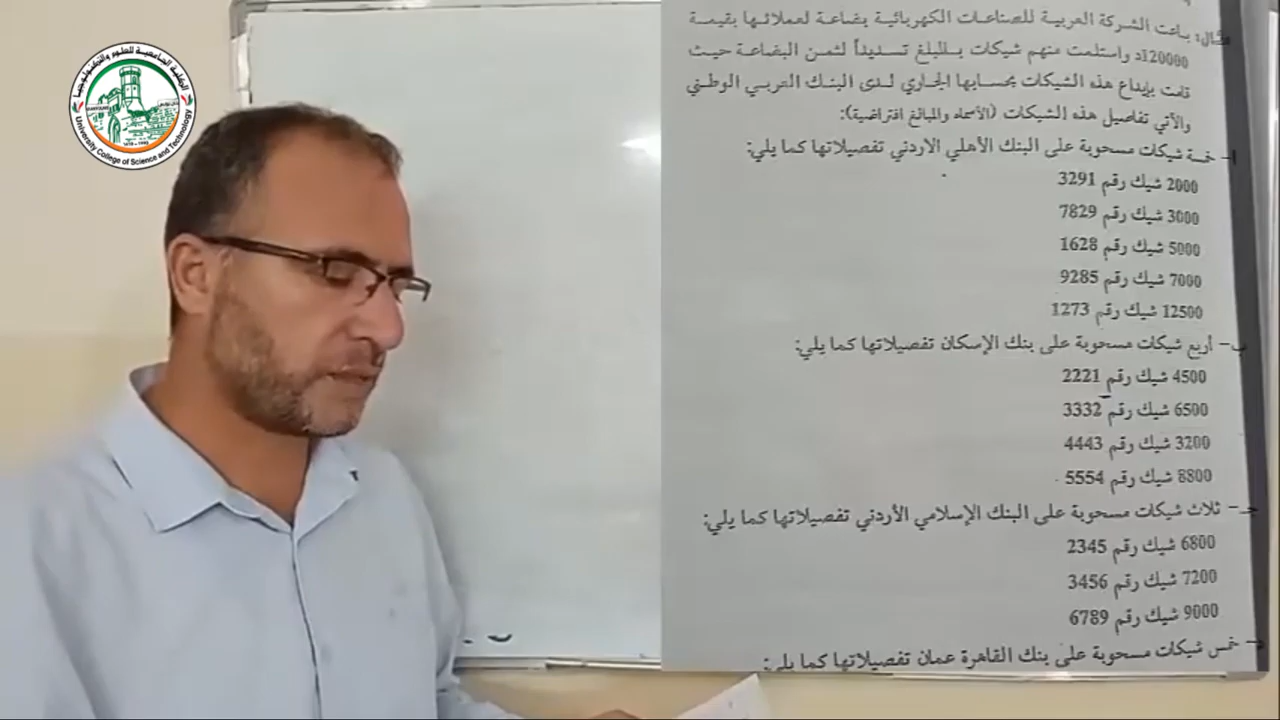 الكلية الجامعية للعلوم والتكنولوجيا
University College of Science and Technology
مثال: باعت الشركة العربية للصناعات الكهربائية بضاعة لعملائها بقيمة
120000د واستلمت منهم شيكات بالمبلغ تسديداً لثمن البضاعة حيث
قامت بإيداع هذه الشيكات بحسابها الجاري لدى البنك العربي الوطني
والآتي تفاصيل هذه الشيكات (الأسماء والمبالغ افتراضية):
أ- خمسة شيكات مسحوبة على البنك الأهلي الاردني تفصيلاتها كما يلي:
2000 شيك رقم 3291
3000 شيك رقم 7829
5000 شيك رقم 1628
7000 شيك رقم 9285
12500 شيك رقم 1273
ب- أربع شيكات مسحوبة على بنك الإسكان تفصيلاتها كما يلي:
4500 شيك رقم 2221
6500 شيك رقم 3332
3200 شيك رقم 4443
8800 شيك رقم 5554
جـ- ثلاث شيكات مسحوبة على البنك الإسلامي الأردني تفصيلاتها كما يلي:
6800 شيك رقم 2345
7200 شيك رقم 3456
9000 شيك رقم 6789
خمس شيكات مسحوبة على بنك القاهرة عمان تفصيلاتها كما يلي: